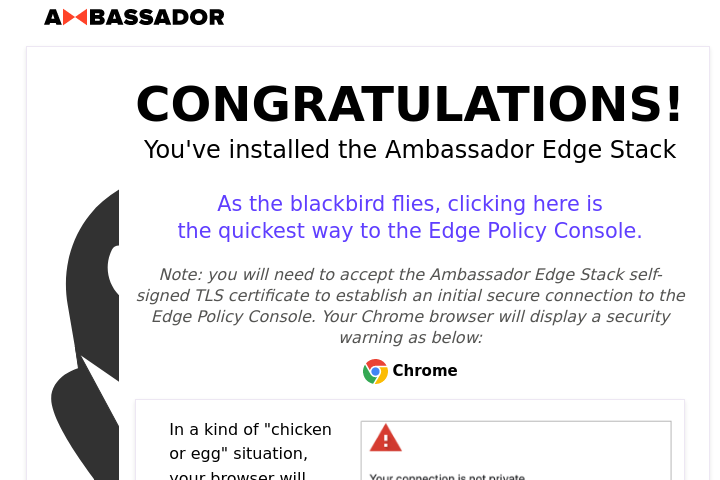 AMBASSADOR
CONGRATULATIONS!
You've installed the Ambassador Edge Stack
As the blackbird flies, clicking here is
the quickest way to the Edge Policy Console.
Note: you will need to accept the Ambassador Edge Stack self-
signed TLS certificate to establish an initial secure connection to the
Edge Policy Console. Your Chrome browser will display a security
warning as below:
Chrome
In a kind of "chicken
or egg" situation,
your browser will
Your connection is not private